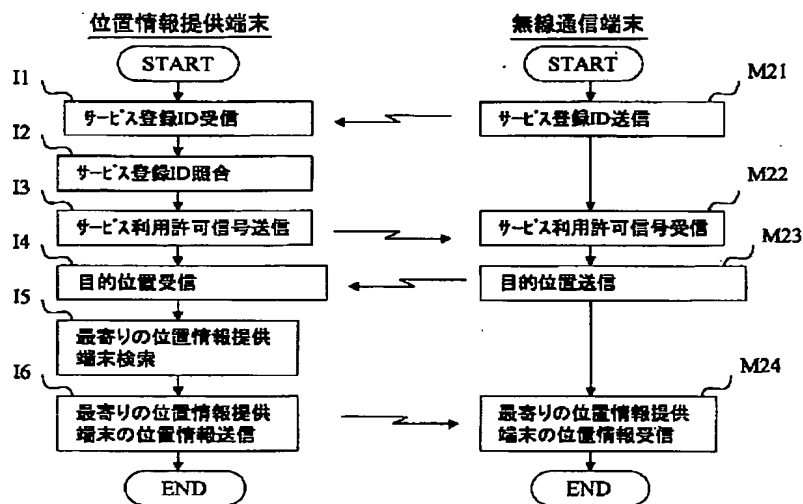 位置情報提供端末
START
I1
サービス登録ID受信
I2
サービス登録ID照合
I3
サービス利用許可信号送信
I4
目的位置受信
I5
最寄りの位置情報提供
端末検索
I6
最寄りの位置情報提供
端末の位置情報送信
END
無線通信端末
START
M21
サービス登録ID送信
M22
サービス利用許可信号受信
M23
目的位置送信
M24
最寄りの位置情報提供
端末の位置情報受信
END